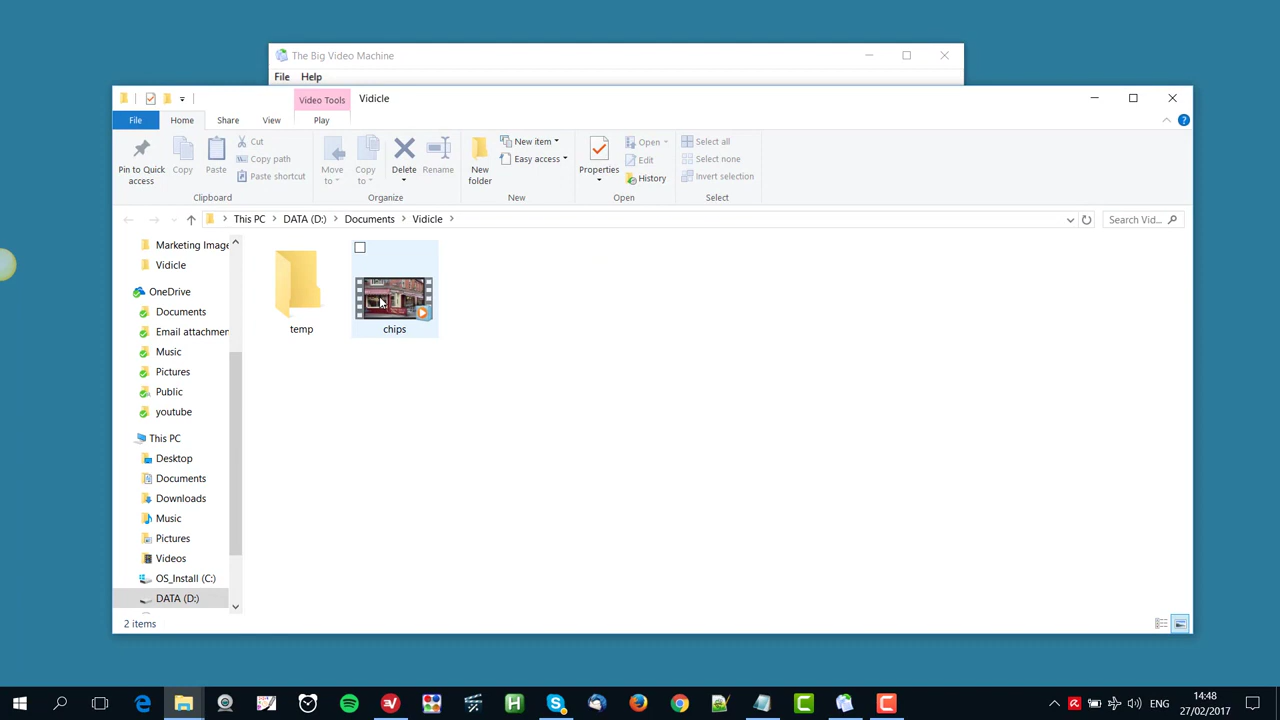 The Big Video Machine
File Help
Video Tools Vidicle
File Home Share View Play
Pin to Quick access
Copy
Paste
Cut
Copy path
Paste shortcut
Clipboard
Move to
Copy to
Delete
Rename
Organize
New folder
New item
Easy access
New
Properties
Open
Edit
History
Open
Select all
Select none
Invert selection
Select
This PC DATA (D:) Documents Vidicle
Search Vid...
Marketing Image
Vidicle
OneDrive
Documents
Email attachmen
Music
Pictures
Public
youtube
This PC
Desktop
Documents
Downloads
Music
Pictures
Videos
OS_Install (C:)
DATA (D:)
temp
chips
2 items
ENG
14:48
27/02/2017